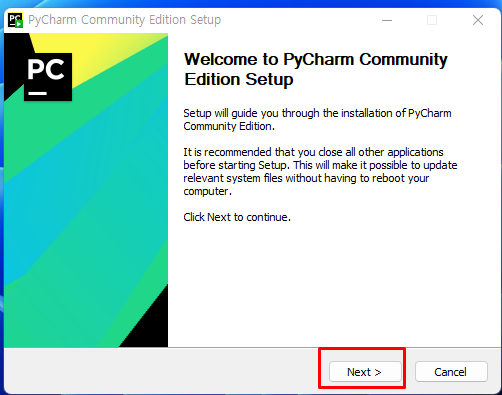 PyCharm Community Edition Setup
PC
Welcome to PyCharm Community
Edition Setup
Setup will guide you through the installation of PyCharm
Community Edition.
It is recommended that you close all other applications
before starting Setup. This will make it possible to update
relevant system files without having to reboot your
computer.
Click Next to continue.
Next >
Cancel